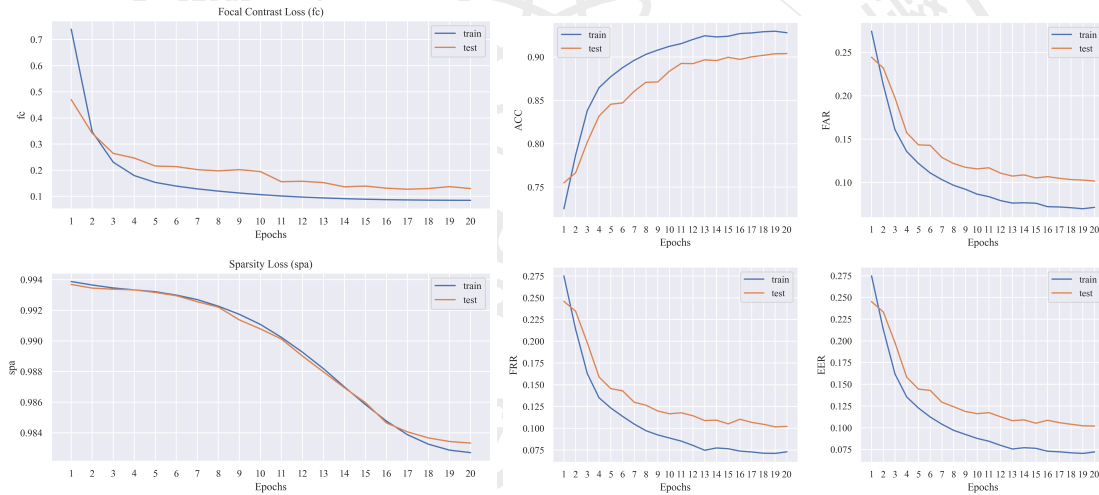 Focal Contrast Loss (fc)
fc
0.7
0.6
0.5
0.4
0.3
0.2
0.1
train
test
1 2 3 4 5 6 7 8 9 10 11 12 13 14 15 16 17 18 19 20
Epochs
Sparsity Loss (spa)
spa
0.994
0.992
0.990
0.988
0.986
0.984
train
test
1 2 3 4 5 6 7 8 9 10 11 12 13 14 15 16 17 18 19 20
Epochs
ACC
0.90
0.85
0.80
0.75
train
test
1 2 3 4 5 6 7 8 9 10 11 12 13 14 15 16 17 18 19 20
Epochs
FAR
0.25
0.20
0.15
0.10
train
test
1 2 3 4 5 6 7 8 9 10 11 12 13 14 15 16 17 18 19 20
Epochs
FRR
0.275
0.250
0.225
0.200
0.175
0.150
0.125
0.100
0.075
train
test
1 2 3 4 5 6 7 8 9 10 11 12 13 14 15 16 17 18 19 20
Epochs
EER
0.275
0.250
0.225
0.200
0.175
0.150
0.125
0.100
0.075
train
test
1 2 3 4 5 6 7 8 9 10 11 12 13 14 15 16 17 18 19 20
Epochs